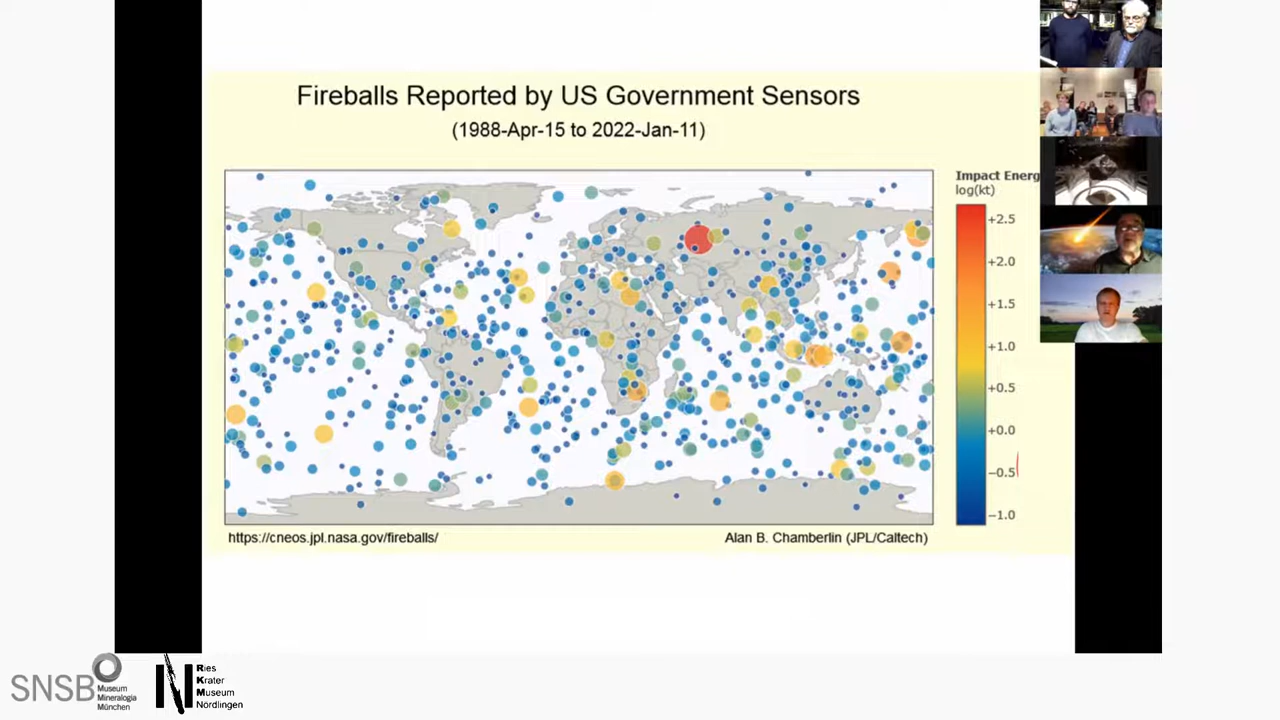 Fireballs Reported by US Government Sensors
(1988-Apr-15 to 2022-Jan-11)
Impact Energ
log(kt)
+2.5
+2.0
+1.5
+1.0
+0.5
+0.0
−0.5
−1.0
https://cneos.jpl.nasa.gov/fireballs/
Alan B. Chamberlin (JPL/Caltech)
SNSB
Museum
Mineralogia
München
Ries
Krater
Museum
Nördlingen